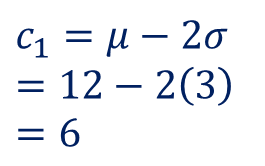 c₁ = μ − 2σ
= 12 − 2(3)
= 6